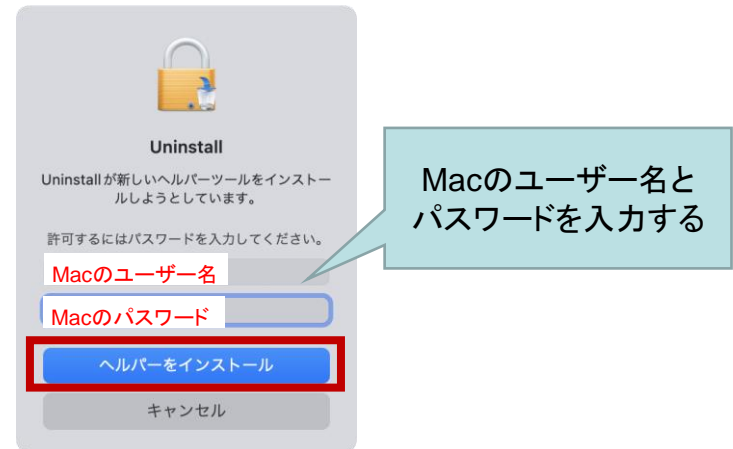 Uninstall
Uninstallが新しいヘルパーツールをインストー
ルしようとしています。
許可するにはパスワードを入力してください。
Macのユーザー名
Macのパスワード
ヘルパーをインストール
キャンセル
Macのユーザー名と
パスワードを入力する